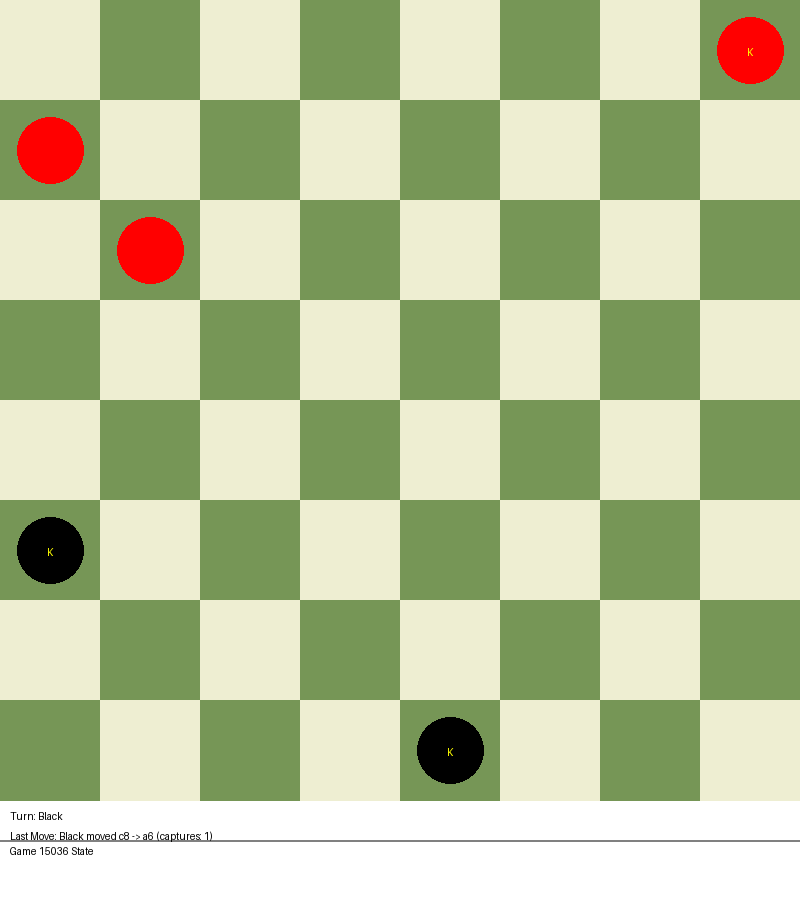 K
K
K
Turn: Black
Last Move: Black moved c8 -> a6 (captures: 1)
Game 15036 State